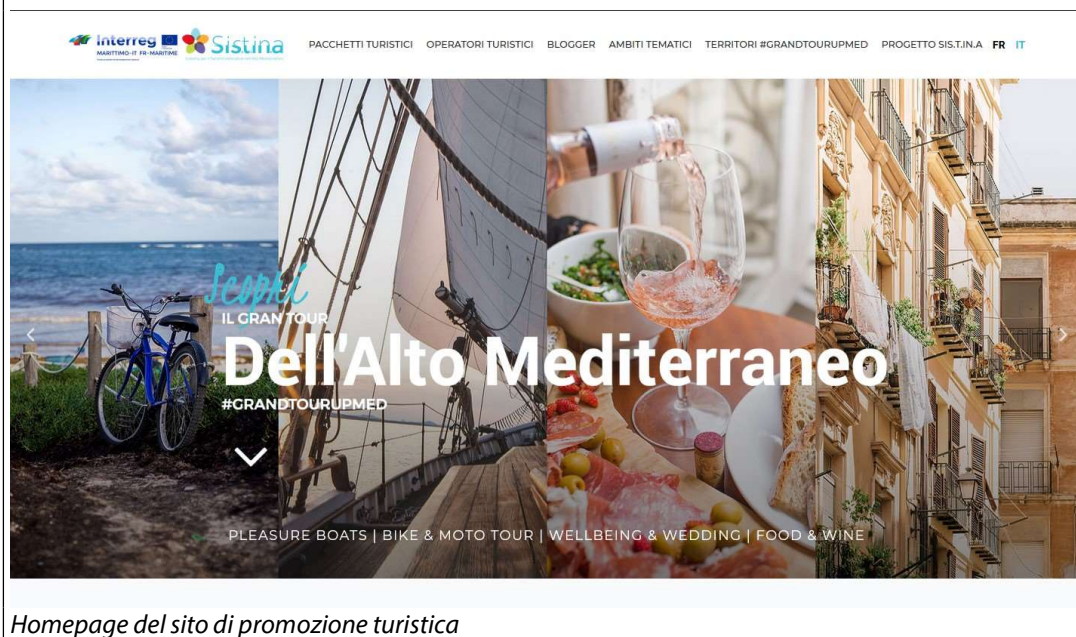 Interreg
MARITTIMO-IT FR-MARITIME
Sistina
PACCHETTI TURISTICI OPERATORI TURISTICI BLOGGER AMBITI TEMATICI TERRITORI #GRANDTOURUPMED PROGETTO SIS.T.IN.A FR IT
Scopri
IL GRAN TOUR
Dell'Alto Mediterraneo
#GRANDTOURUPMED
PLEASURE BOATS | BIKE & MOTO TOUR | WELLBEING & WEDDING | FOOD & WINE
Homepage del sito di promozione turistica